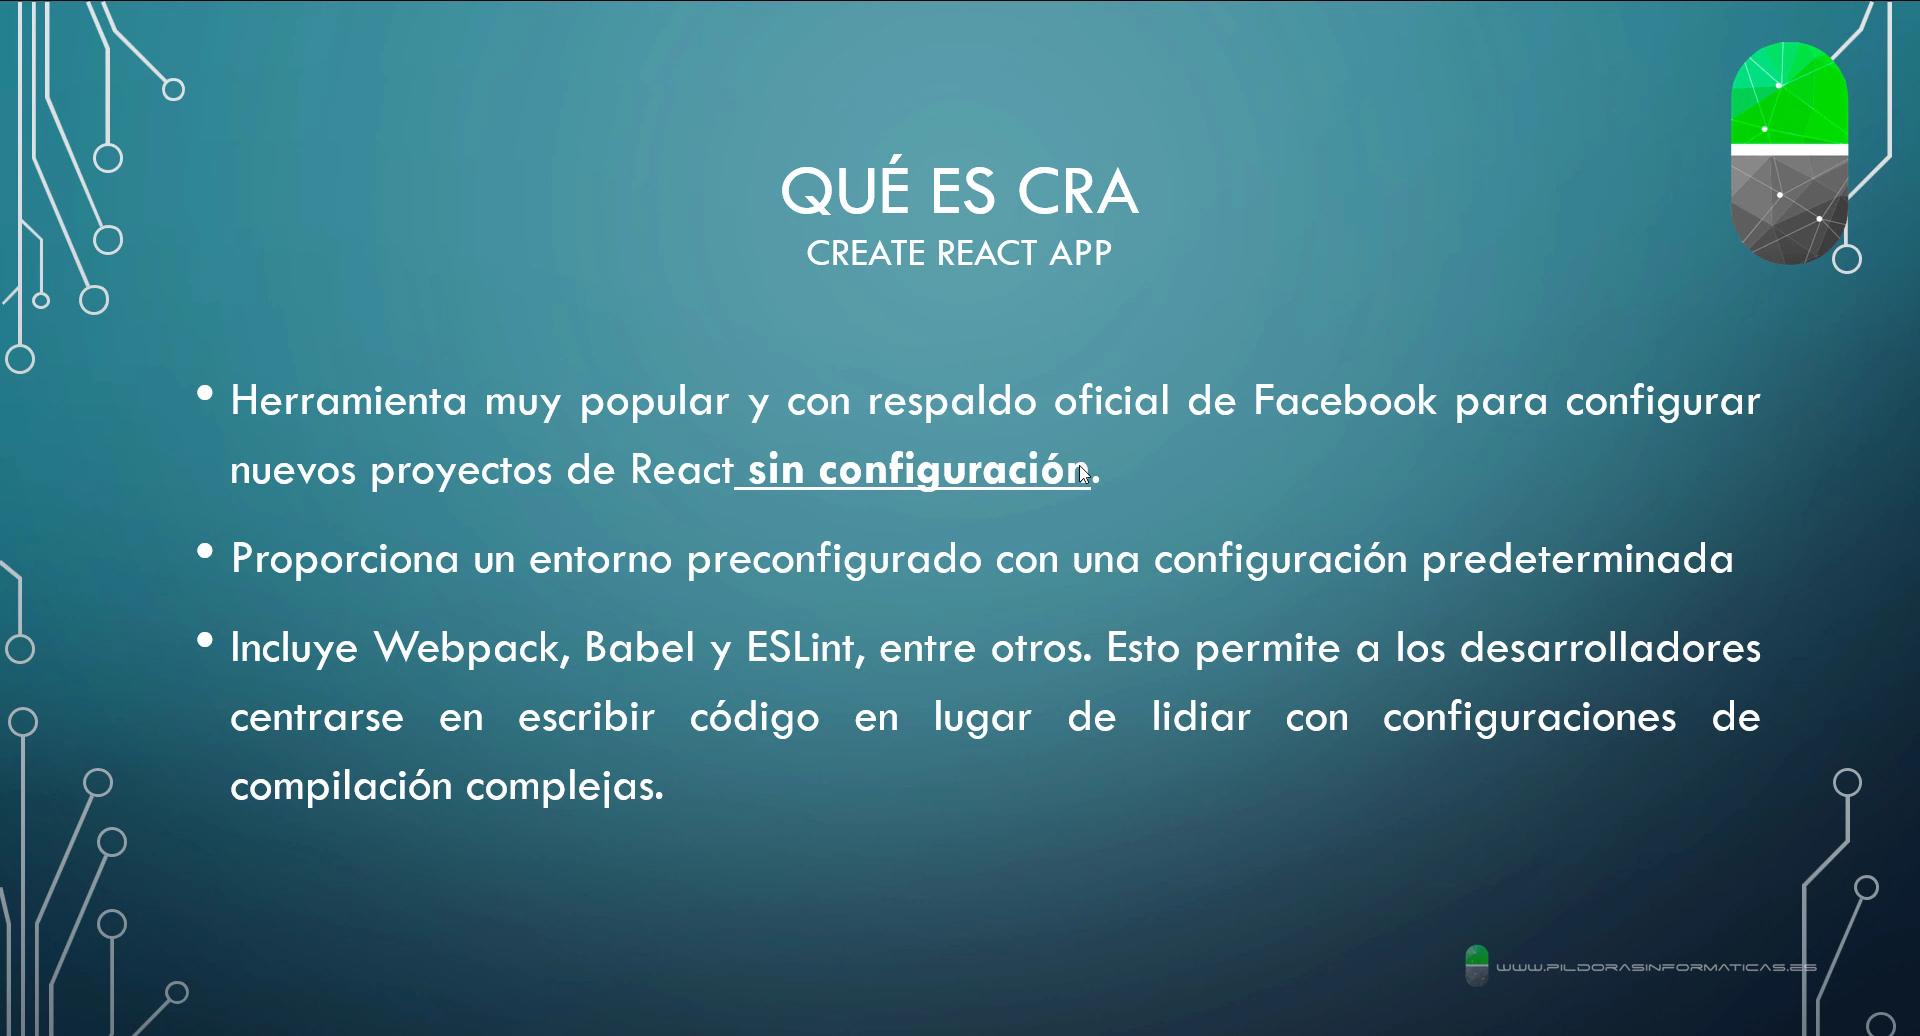 QUÉ ES CRA
CREATE REACT APP
• Herramienta muy popular y con respaldo oficial de Facebook para configurar
nuevos proyectos de React sin configuración.
• Proporciona un entorno preconfigurado con una configuración predeterminada
• Incluye Webpack, Babel y ESLint, entre otros. Esto permite a los desarrolladores
centrarse en escribir código en lugar de lidiar con configuraciones de
compilación complejas.
WWW.PILDORASINFORMATICAS.ES